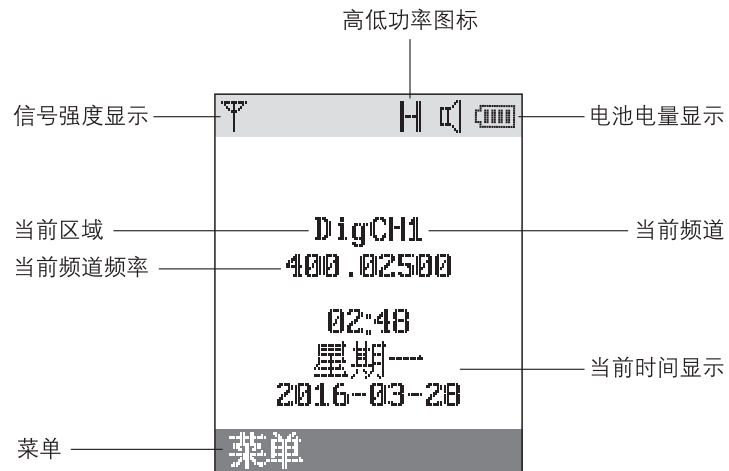 高低功率图标
信号强度显示
H
电池电量显示
当前区域
DigCH1
当前频道
当前频道频率
400.02500
02:48
星期一
2016-03-28
当前时间显示
菜单
菜单